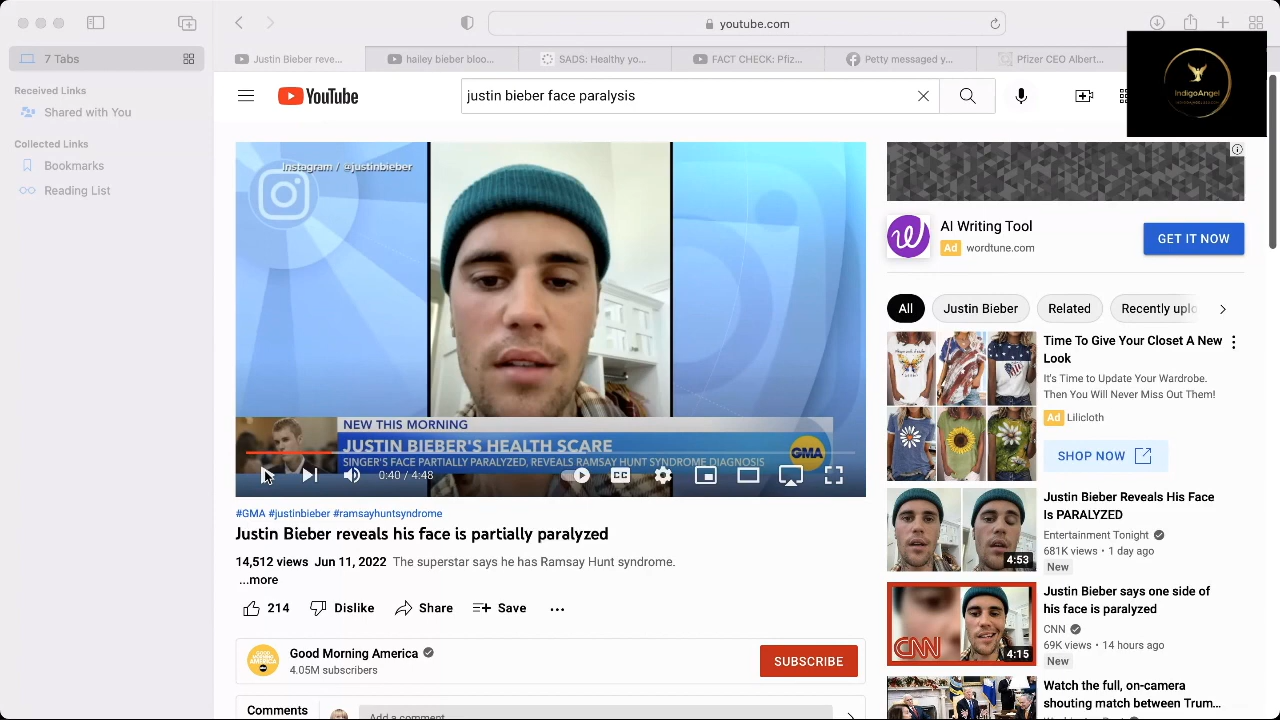 youtube.com
7 Tabs
Justin Bieber reve...
hailey bieber bloo...
SADS: Healthy yo...
FACT CHECK: Pfiz...
Petty messaged y...
Pfizer CEO Albert...
Received Links
Shared with You
Collected Links
Bookmarks
Reading List
YouTube
justin bieber face paralysis
IndigoAngel
Instagram / @justinbieber
NEW THIS MORNING
JUSTIN BIEBER'S HEALTH SCARE
SINGER'S FACE PARTIALLY PARALYZED, REVEALS RAMSAY HUNT SYNDROME DIAGNOSIS
GMA
0:40 / 4:48
CC
#GMA #justinbieber #ramsayhuntsyndrome
Justin Bieber reveals his face is partially paralyzed
14,512 views Jun 11, 2022 The superstar says he has Ramsay Hunt syndrome.
...more
214 Dislike Share Save
Good Morning America
4.05M subscribers
SUBSCRIBE
Comments
Add a comment...
AI Writing Tool
Ad wordtune.com
GET IT NOW
All Justin Bieber Related Recently uplo
Time To Give Your Closet A New
Look
It's Time to Update Your Wardrobe.
Then You Will Never Miss Out Them!
Ad Lilicloth
SHOP NOW
4:53
Justin Bieber Reveals His Face
Is PARALYZED
Entertainment Tonight
681K views • 1 day ago
New
CNN
4:15
Justin Bieber says one side of
his face is paralyzed
CNN
69K views • 14 hours ago
New
Watch the full, on-camera
shouting match between Trum...